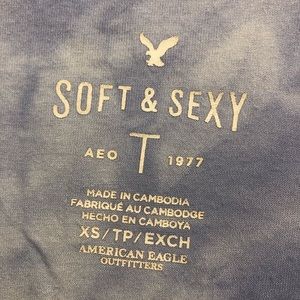 SOFT & SEXY
AEO T 1977
MADE IN CAMBODIA
FABRIQUÉ AU CAMBODGE
HECHO EN CAMBOYA
XS/TP/EXCH
AMERICAN EAGLE
OUTFITTERS